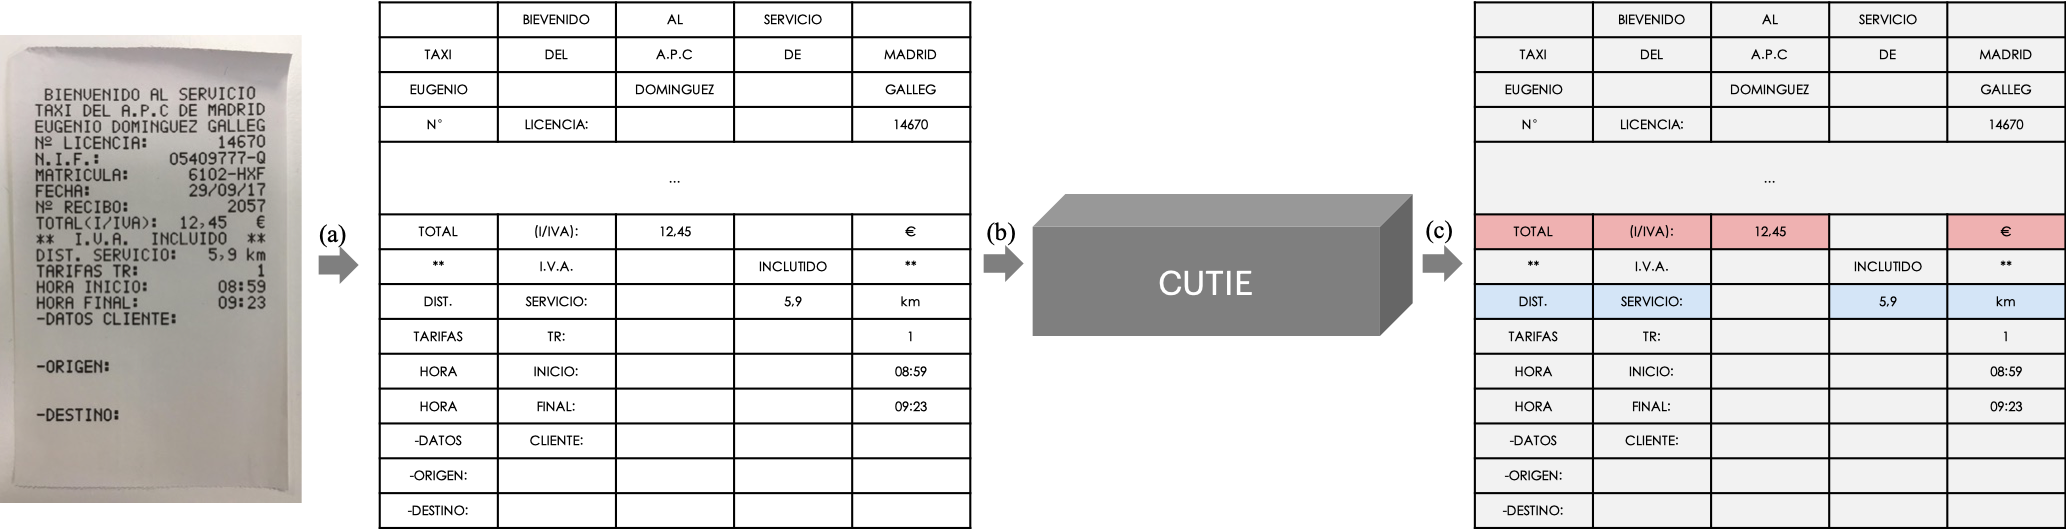 BIENVENIDO AL SERVICIO
TAXI DEL A.P.C DE MADRID
EUGENIO DOMINGUEZ GALLEG
Nº LICENCIA: 14670
N.I.F.: 05409777-Q
MATRICULA: 6102-HXF
FECHA: 29/09/17
Nº RECIBO: 2057
TOTAL(I/IVA): 12,45 €
** I.V.A. INCLUIDO **
DIST. SERVICIO: 5,9 km
TARIFAS TR: 1
HORA INICIO: 08:59
HORA FINAL: 09:23
-DATOS CLIENTE:
-ORIGEN:
-DESTINO:
(a)
BIEVENIDO AL SERVICIO
TAXI DEL A.P.C DE MADRID
EUGENIO DOMINGUEZ GALLEG
N° LICENCIA: 14670
...
TOTAL (I/IVA): 12,45 €
** I.V.A. INCLUTIDO **
DIST. SERVICIO: 5,9 km
TARIFAS TR: 1
HORA INICIO: 08:59
HORA FINAL: 09:23
-DATOS CLIENTE:
-ORIGEN:
-DESTINO:
(b)
CUTIE
(c)
BIEVENIDO AL SERVICIO
TAXI DEL A.P.C DE MADRID
EUGENIO DOMINGUEZ GALLEG
N° LICENCIA: 14670
...
TOTAL (I/IVA): 12,45 €
** I.V.A. INCLUTIDO **
DIST. SERVICIO: 5,9 km
TARIFAS TR: 1
HORA INICIO: 08:59
HORA FINAL: 09:23
-DATOS CLIENTE:
-ORIGEN:
-DESTINO: